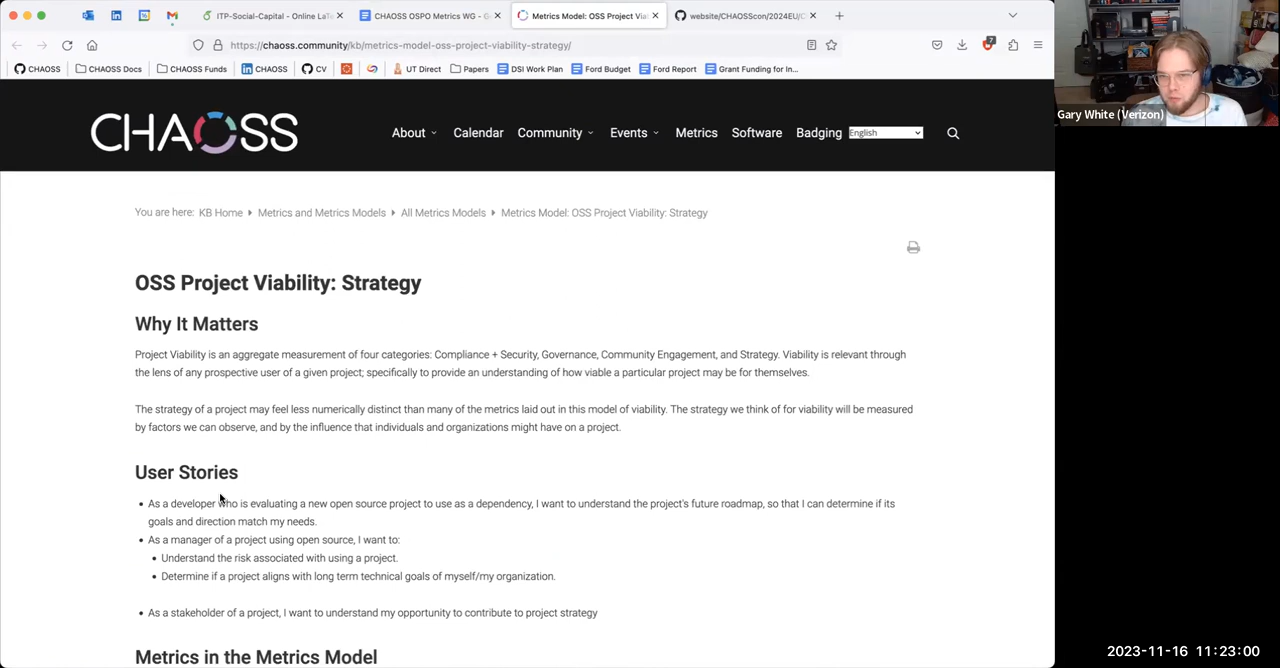 ITP-Social-Capital - Online LaTe
CHAOSS OSPO Metrics WG - G
Metrics Model: OSS Project Via
website/CHAOSScon/2024EU/C
https://chaoss.community/kb/metrics-model-oss-project-viability-strategy/
7
CHAOSS
CHAOSS Docs
CHAOSS Funds
CHAOSS
CV
UT Direct
Papers
DSI Work Plan
Ford Budget
Ford Report
Grant Funding for In...
CHAOSS
About
Calendar
Community
Events
Metrics
Software
Badging
English
You are here: KB Home
Metrics and Metrics Models
All Metrics Models
Metrics Model: OSS Project Viability: Strategy
OSS Project Viability: Strategy
Why It Matters
Project Viability is an aggregate measurement of four categories: Compliance + Security, Governance, Community Engagement, and Strategy. Viability is relevant through
the lens of any prospective user of a given project; specifically to provide an understanding of how viable a particular project may be for themselves.
The strategy of a project may feel less numerically distinct than many of the metrics laid out in this model of viability. The strategy we think of for viability will be measured
by factors we can observe, and by the influence that individuals and organizations might have on a project.
User Stories
As a developer who is evaluating a new open source project to use as a dependency, I want to understand the project's future roadmap, so that I can determine if its
goals and direction match my needs.
As a manager of a project using open source, I want to:
Understand the risk associated with using a project.
Determine if a project aligns with long term technical goals of myself/my organization.
As a stakeholder of a project, I want to understand my opportunity to contribute to project strategy
Metrics in the Metrics Model
Gary White (Verizon)
2023-11-16 11:23:00